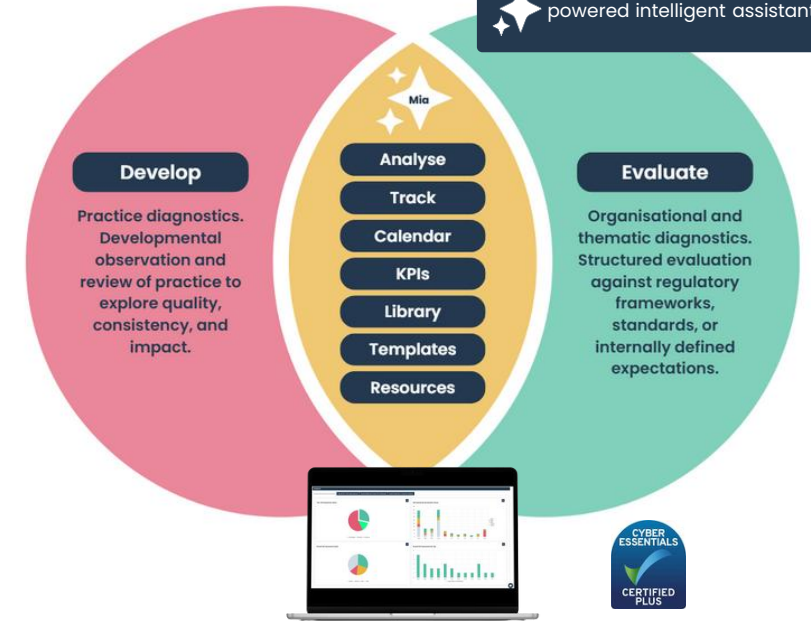 powered intelligent assistant
Mia
Develop
Practice diagnostics.
Developmental
observation and
review of practice to
explore quality,
consistency, and
impact.
Analyse
Track
Calendar
KPIs
Library
Templates
Resources
Evaluate
Organisational and
thematic diagnostics.
Structured evaluation
against regulatory
frameworks,
standards, or
internally defined
expectations.
CYBER
ESSENTIALS
CERTIFIED
PLUS